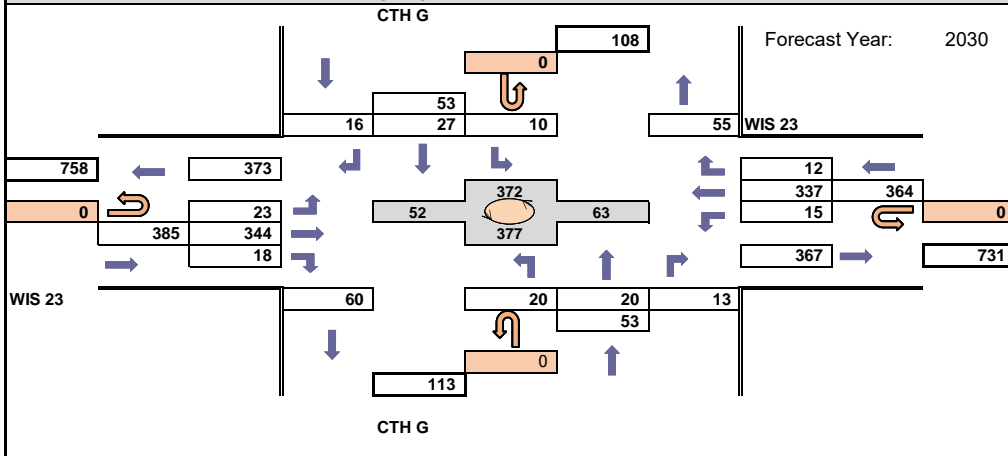 CTH G
108
Forecast Year: 2030
0
53
16 27 10 55 WIS 23
758 373 12
372
337 364
0 23 52 63 15 0
385 344 377
18 367 731
WIS 23 60 20 20 13
53
0
113
CTH G